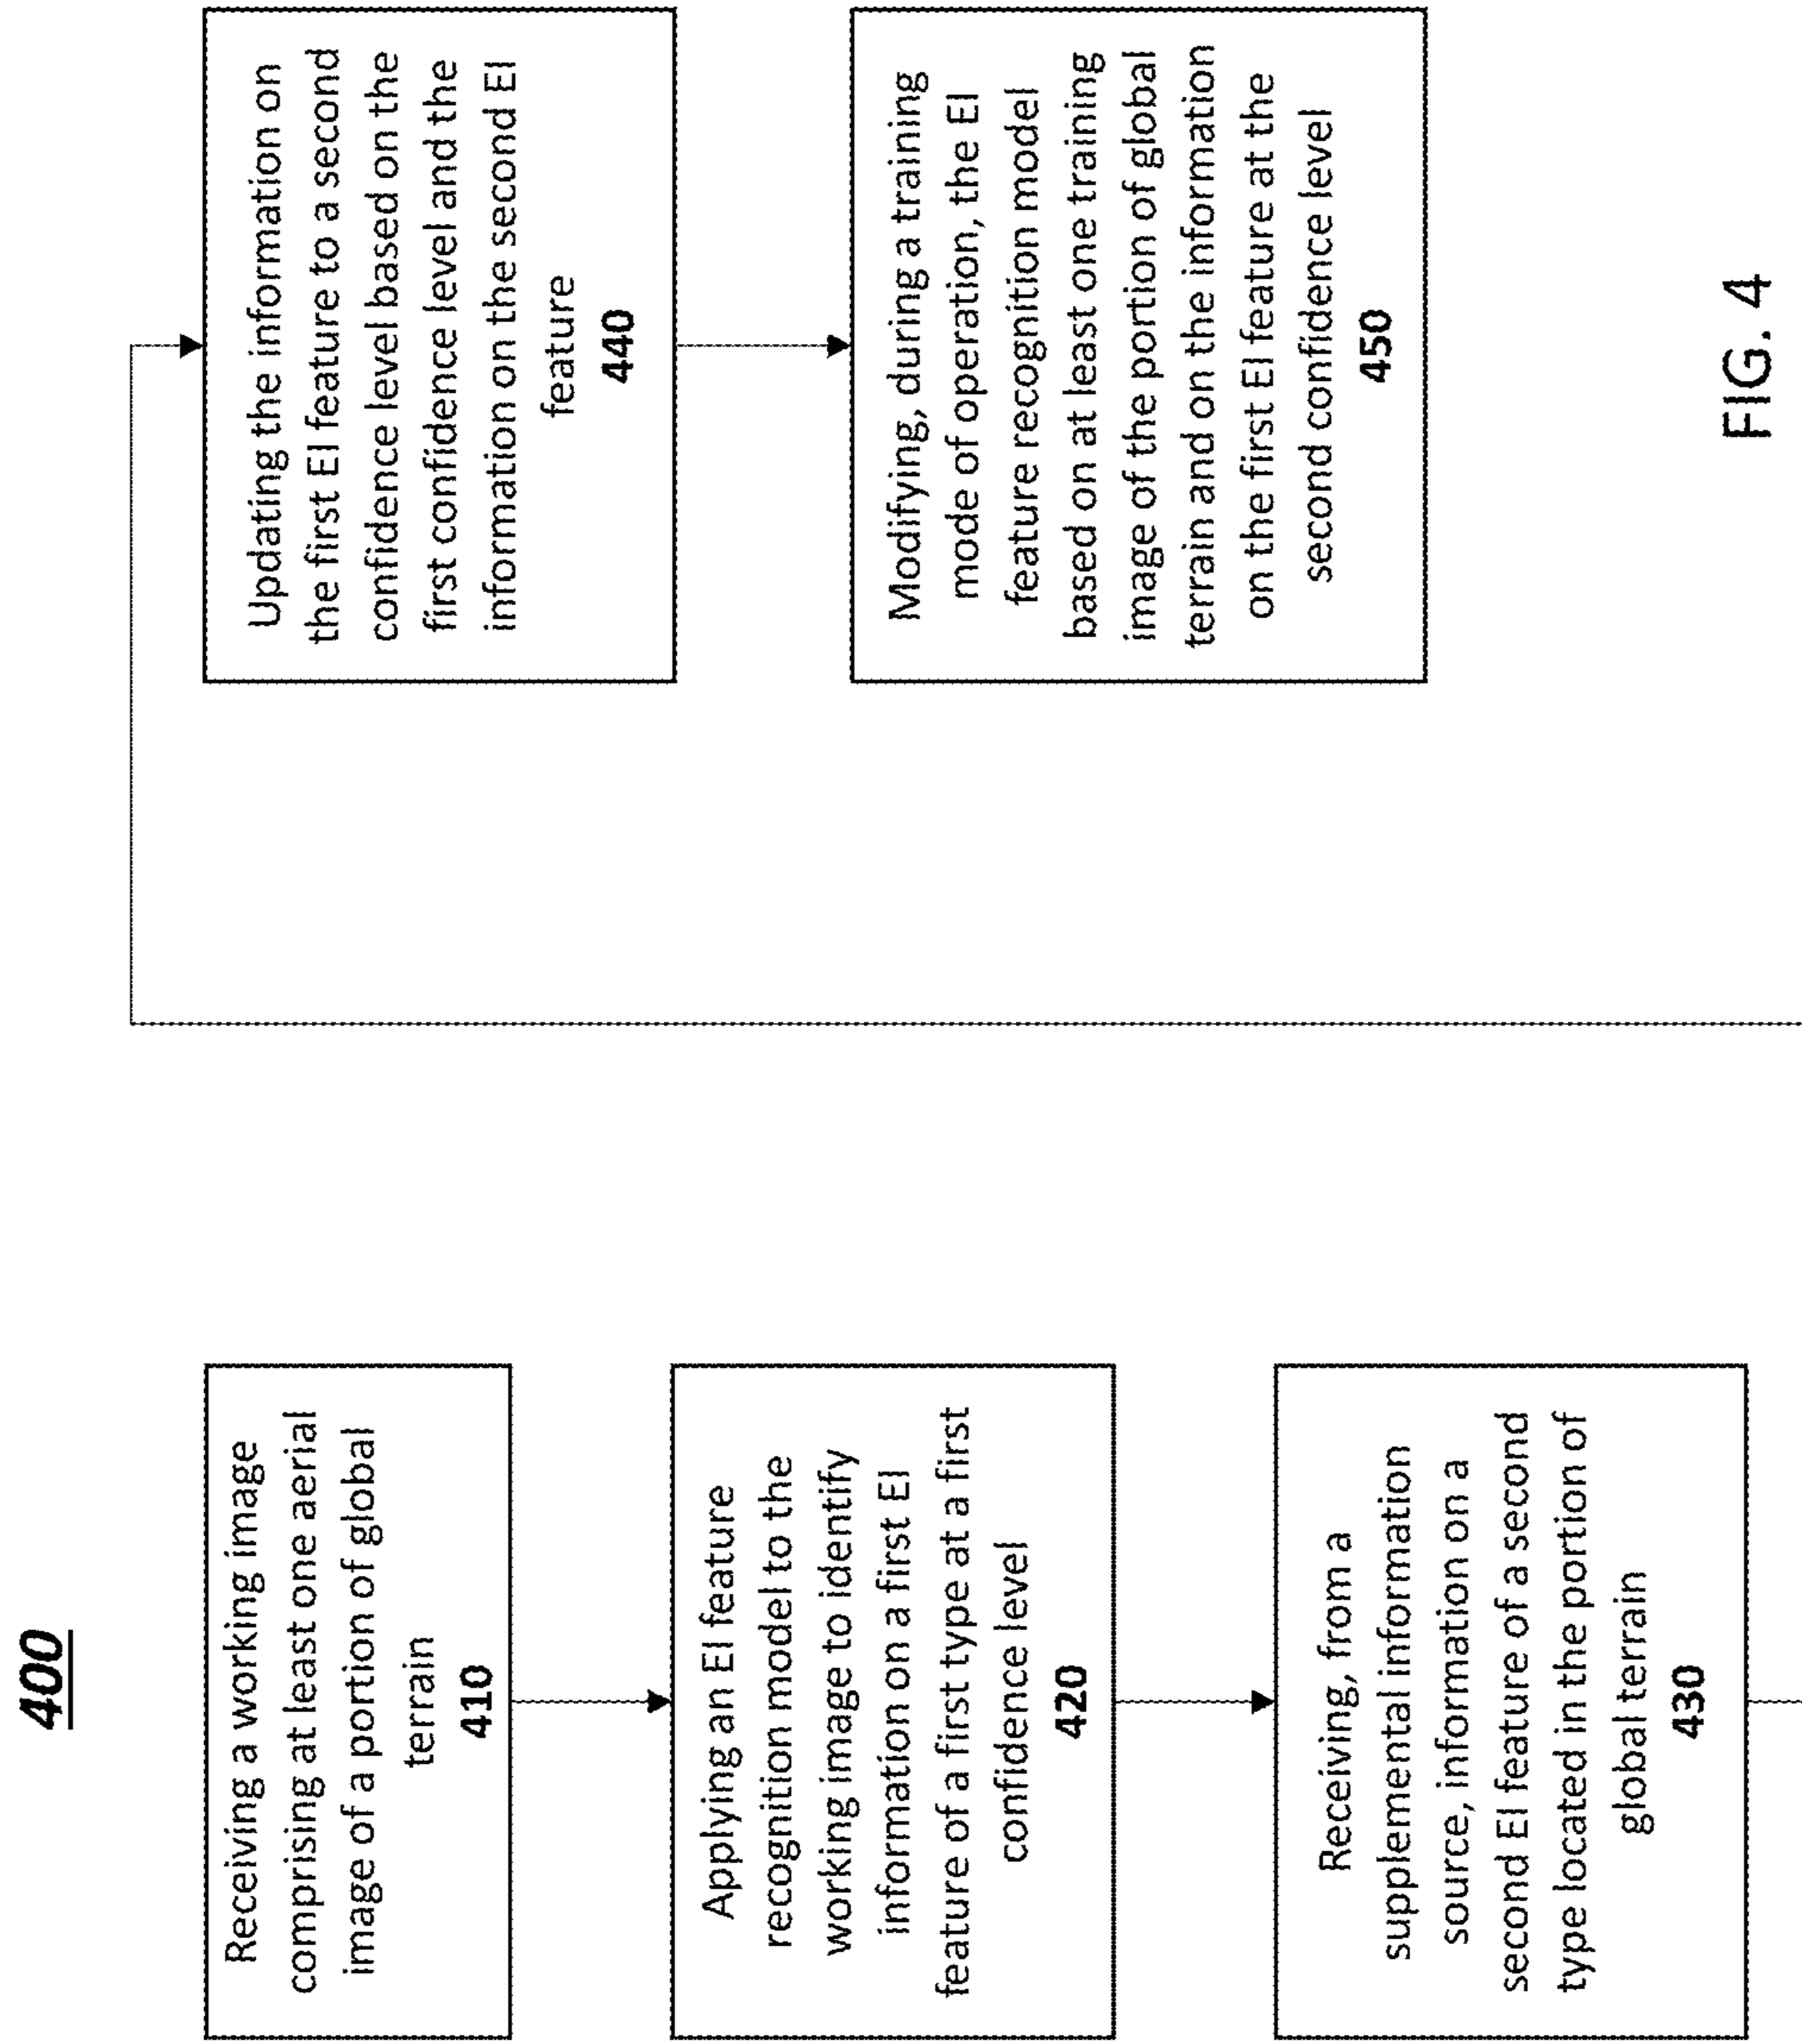 400
Receiving a working image
comprising at least one aerial
image of a portion of global
terrain
410
Applying an EI feature
recognition model to the
working image to identify
information on a first EI
feature of a first type at a first
confidence level
420
Receiving, from a
supplemental information
source, information on a
second EI feature of a second
type located in the portion of
global terrain
430
Updating the information on
the first EI feature to a second
confidence level based on the
first confidence level and the
information on the second EI
feature
440
Modifying, during a training
mode of operation, the EI
feature recognition model
based on at least one training
image of the portion of global
terrain and on the information
on the first EI feature at the
second confidence level
450
FIG. 4